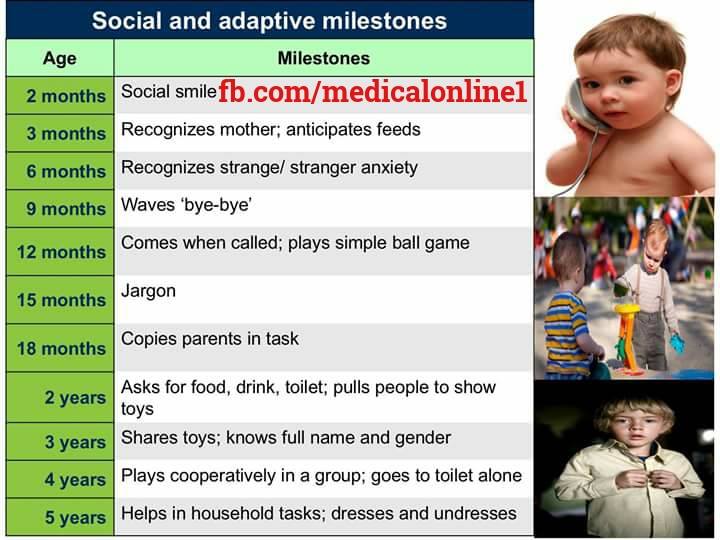 Social and adaptive milestones
Age Milestones
2 months Social smile fb.com/medicalonline1
3 months Recognizes mother; anticipates feeds
6 months Recognizes strange/ stranger anxiety
9 months Waves ‘bye-bye’
12 months Comes when called; plays simple ball game
15 months Jargon
18 months Copies parents in task
2 years Asks for food, drink, toilet; pulls people to show
toys
3 years Shares toys; knows full name and gender
4 years Plays cooperatively in a group; goes to toilet alone
5 years Helps in household tasks; dresses and undresses